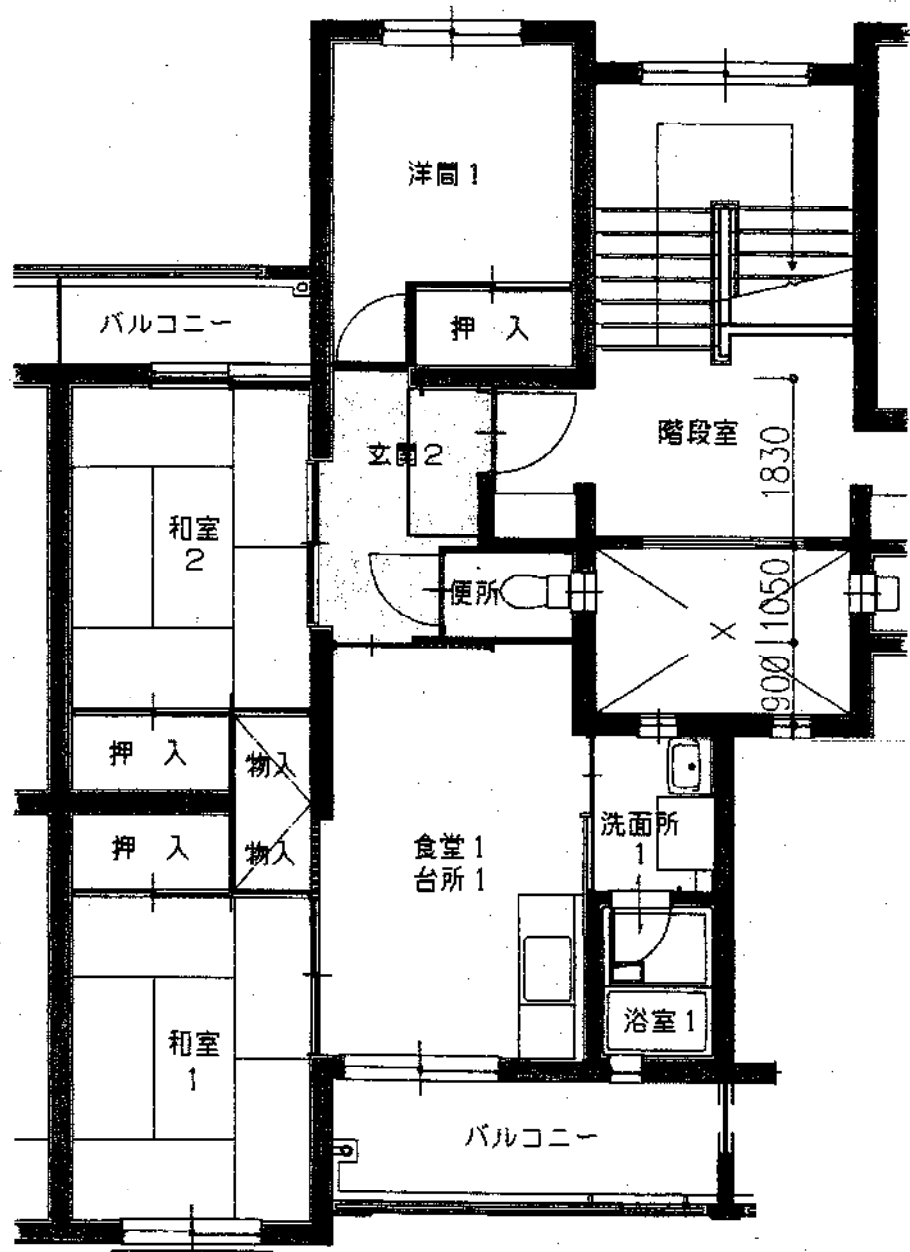 洋間1
押 入
バルコニー
階段室
1830
玄関2
和室
2
便所
1050
900
押 入
物入
押 入
物入
食堂1
台所1
洗面所
1
浴室1
和室
1
バルコニー